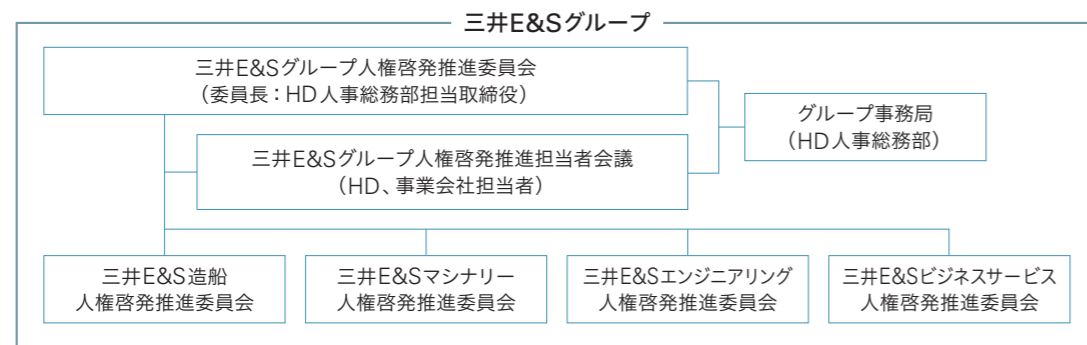 三井E&Sグループ
三井E&Sグループ人権啓発推進委員会
（委員長：HD人事総務部担当取締役）
グループ事務局
（HD人事総務部）
三井E&Sグループ人権啓発推進担当者会議
（HD、事業会社担当者）
三井E&S造船
人権啓発推進委員会
三井E&Sマシナリー
人権啓発推進委員会
三井E&Sエンジニアリング
人権啓発推進委員会
三井E&Sビジネスサービス
人権啓発推進委員会